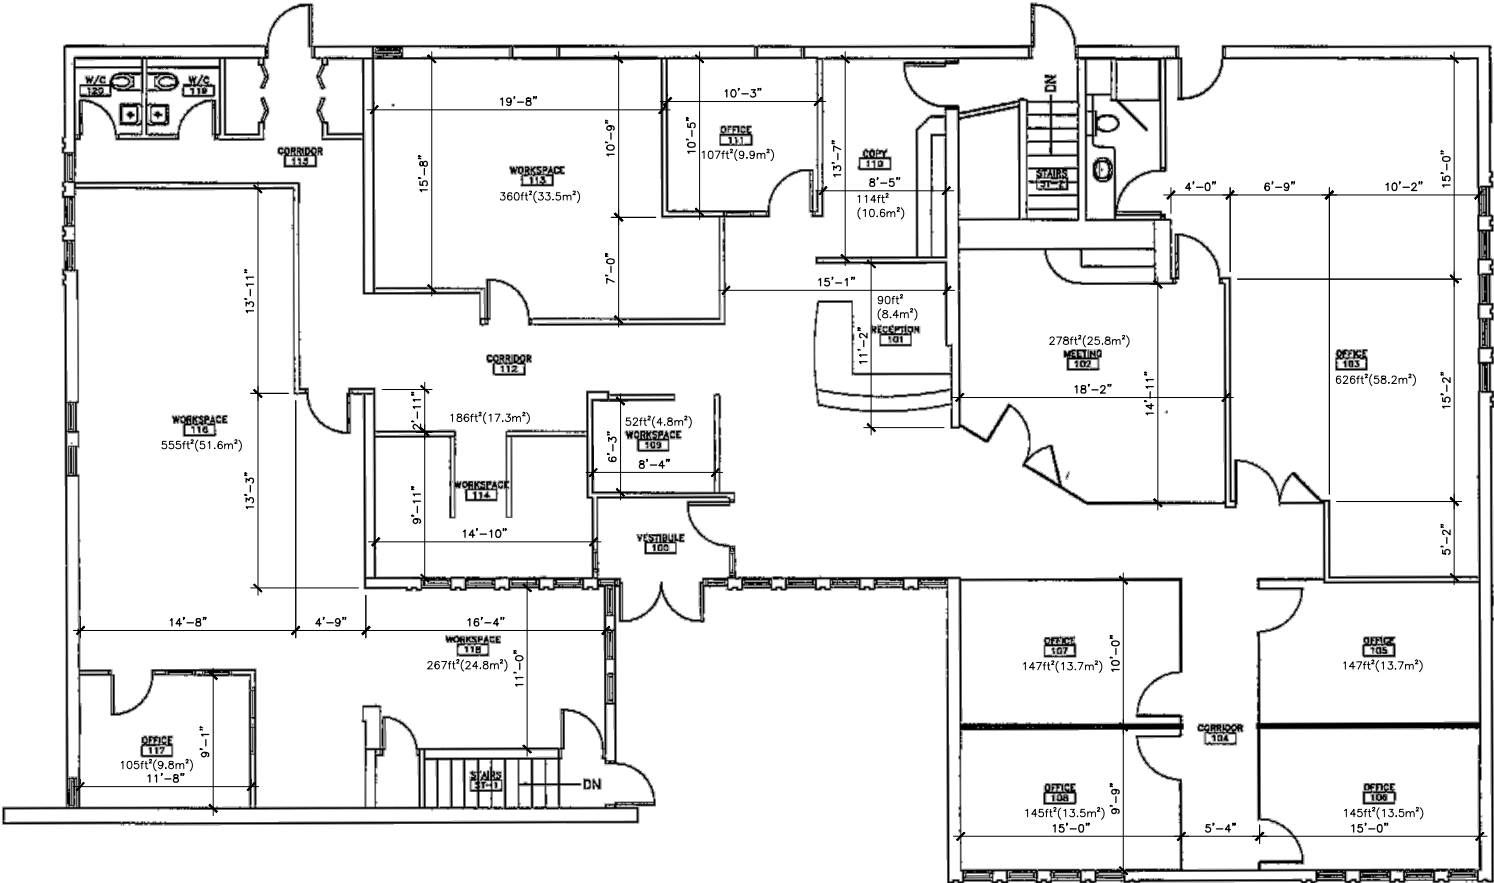 W/C
120
W/C
119
CORRIDOR
115
19'-8"
15'-8"
10'-9"
WORKSPACE
113
360ft²(33.5m²)
7'-0"
10'-3"
10'-5"
OFFICE
111
107ft²(9.9m²)
13'-7"
COPY
110
8'-5"
114ft²
(10.6m²)
DN
STAIRS
ST-2
4'-0"
6'-9"
10'-2"
15'-0"
13'-11"
15'-1"
90ft²
(8.4m²)
RECEPTION
101
11'-2"
278ft²(25.8m²)
MEETING
102
18'-2"
14'-11"
OFFICE
103
626ft²(58.2m²)
15'-2"
5'-2"
CORRIDOR
112
2'-11"
186ft²(17.3m²)
WORKSPACE
116
555ft²(51.6m²)
13'-3"
52ft²(4.8m²)
WORKSPACE
109
6'-3"
8'-4"
WORKSPACE
114
9'-11"
14'-10"
VESTIBULE
100
14'-8"
4'-9"
16'-4"
WORKSPACE
118
267ft²(24.8m²)
11'-0"
OFFICE
107
147ft²(13.7m²)
10'-0"
OFFICE
105
147ft²(13.7m²)
CORRIDOR
104
OFFICE
117
105ft²(9.8m²)
11'-8"
9'-1"
STAIRS
ST-1
DN
OFFICE
108
145ft²(13.5m²)
15'-0"
9'-9"
5'-4"
OFFICE
106
145ft²(13.5m²)
15'-0"